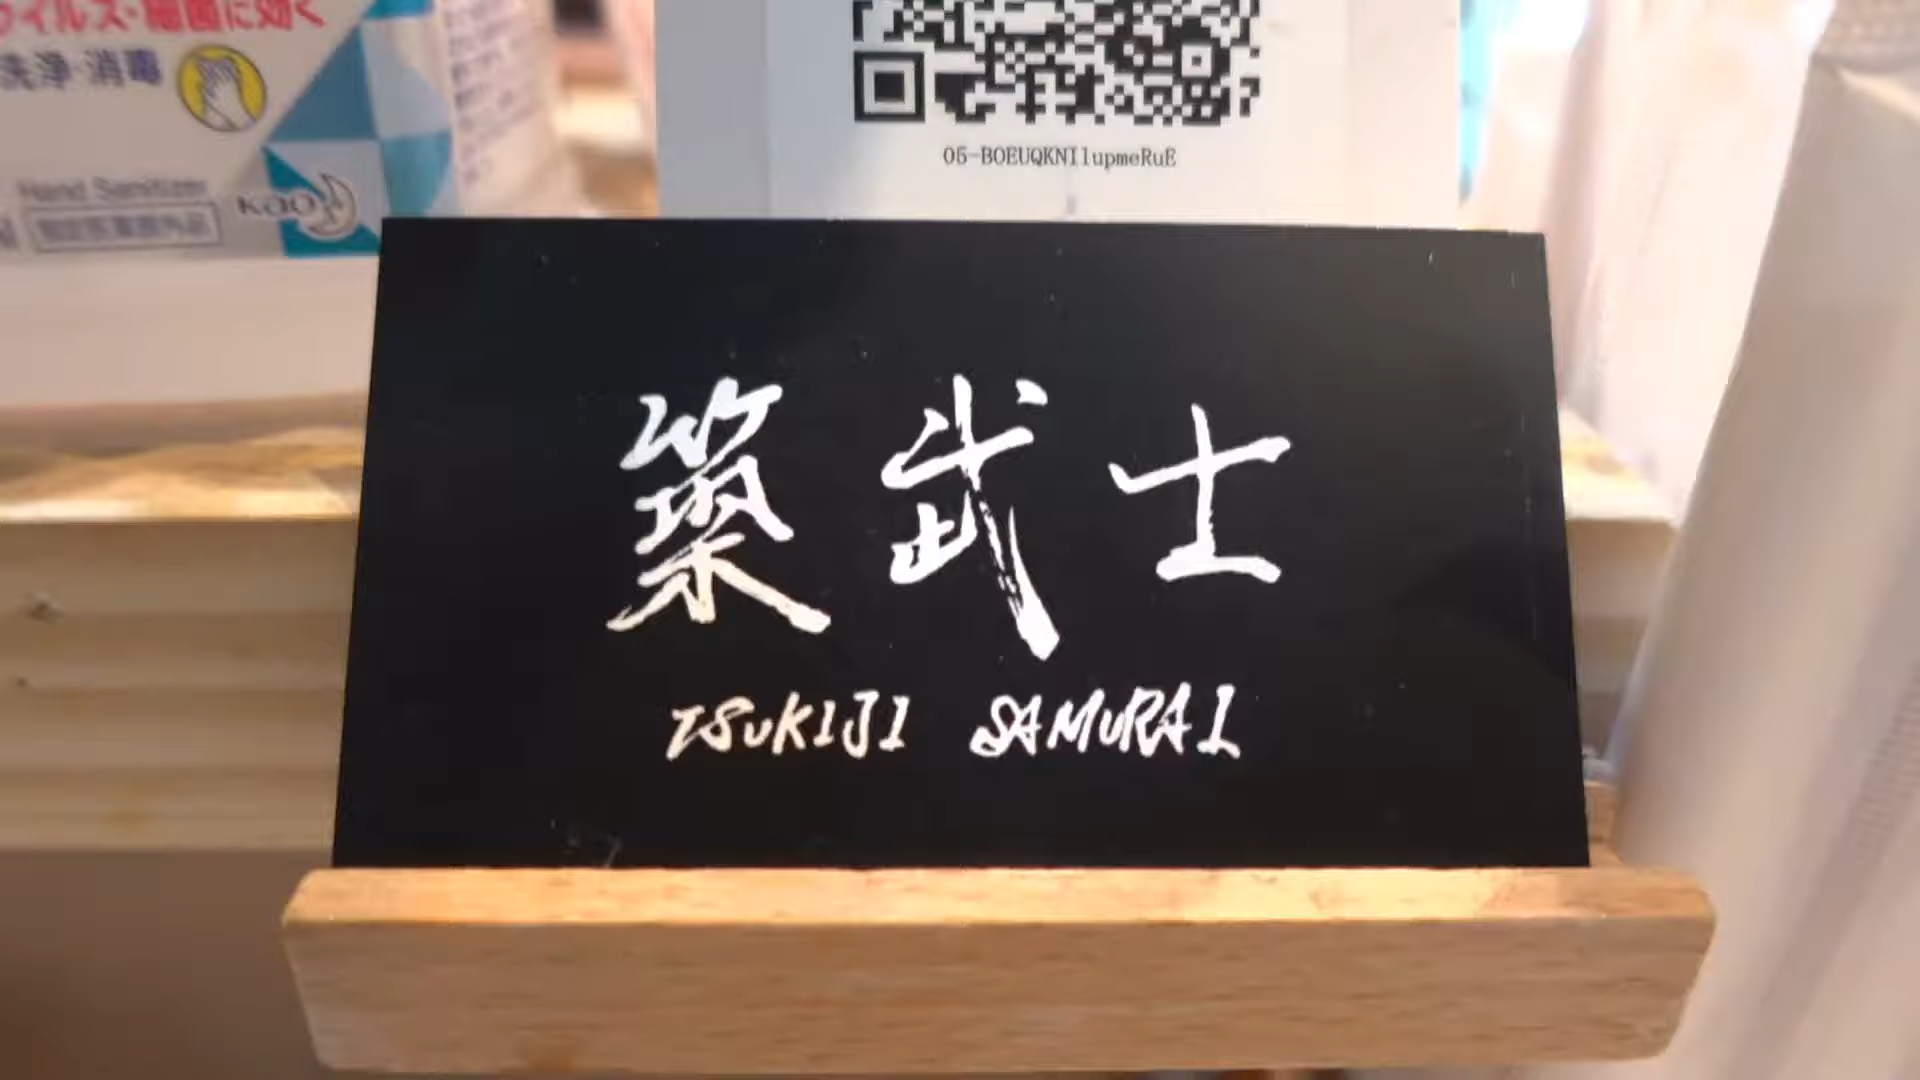 ウイルス・細菌に効く
洗浄・消毒
Hand Sanitizer
指定医薬部外品
Kao
05-BOEUQKNI1upmeRuE
築武士
TSUKIJI SAMURAI